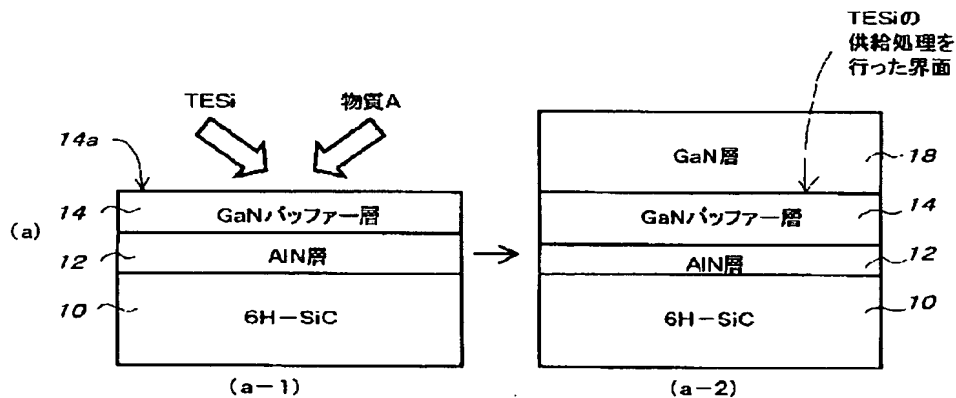 TESiの
供給処理を
行った界面
TESi
物質A
14a
14
GaNバッファー層
(a)
12
AlN層
10
6H-SiC
(a-1)
GaN層
18
GaNバッファー層
14
AlN層
12
6H-SiC
10
(a-2)